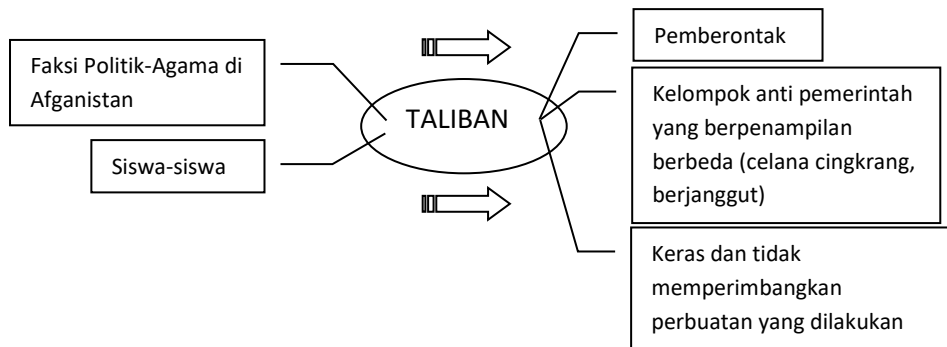 Faksi Politik-Agama di
Afganistan
Siswa-siswa
TALIBAN
Pemberontak
Kelompok anti pemerintah
yang berpenampilan
berbeda (celana cingkrang,
berjanggut)
Keras dan tidak
memperimbangkan
perbuatan yang dilakukan